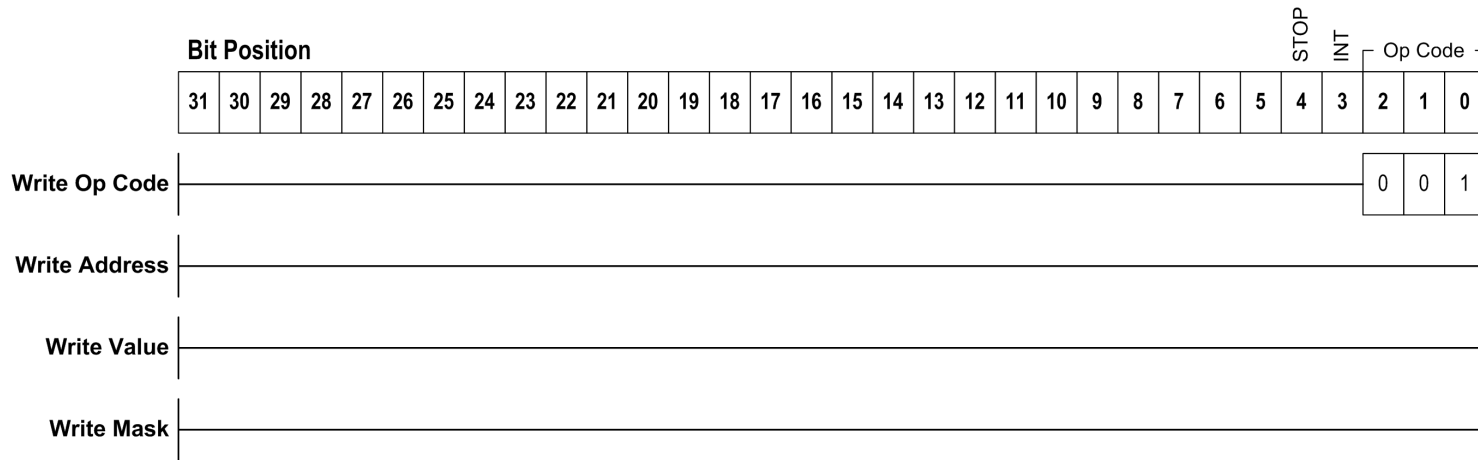 STOP
INT
Op Code
Bit Position
31 30 29 28 27 26 25 24 23 22 21 20 19 18 17 16 15 14 13 12 11 10 9 8 7 6 5 4 3 2 1 0
Write Op Code 0 0 1
Write Address
Write Value
Write Mask